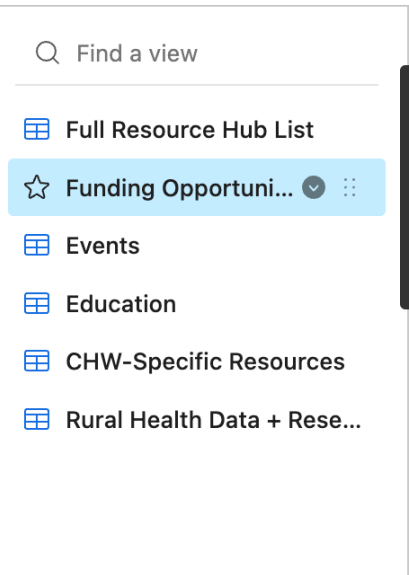 Find a view
Full Resource Hub List
Funding Opportuni...
Events
Education
CHW-Specific Resources
Rural Health Data + Rese...